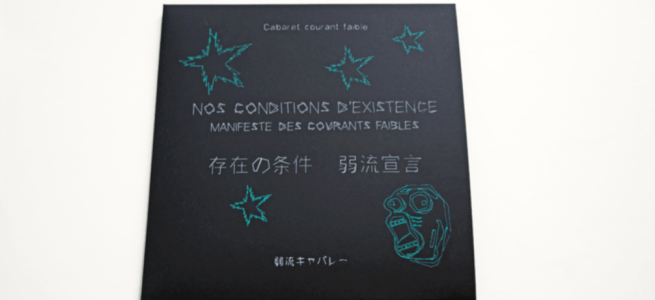 Cabaret courant faible
NOS CONDITIONS D'EXISTENCE
MANIFESTE DES COURANTS FAIBLES
存在の条件　弱流宣言
弱流キャバレー